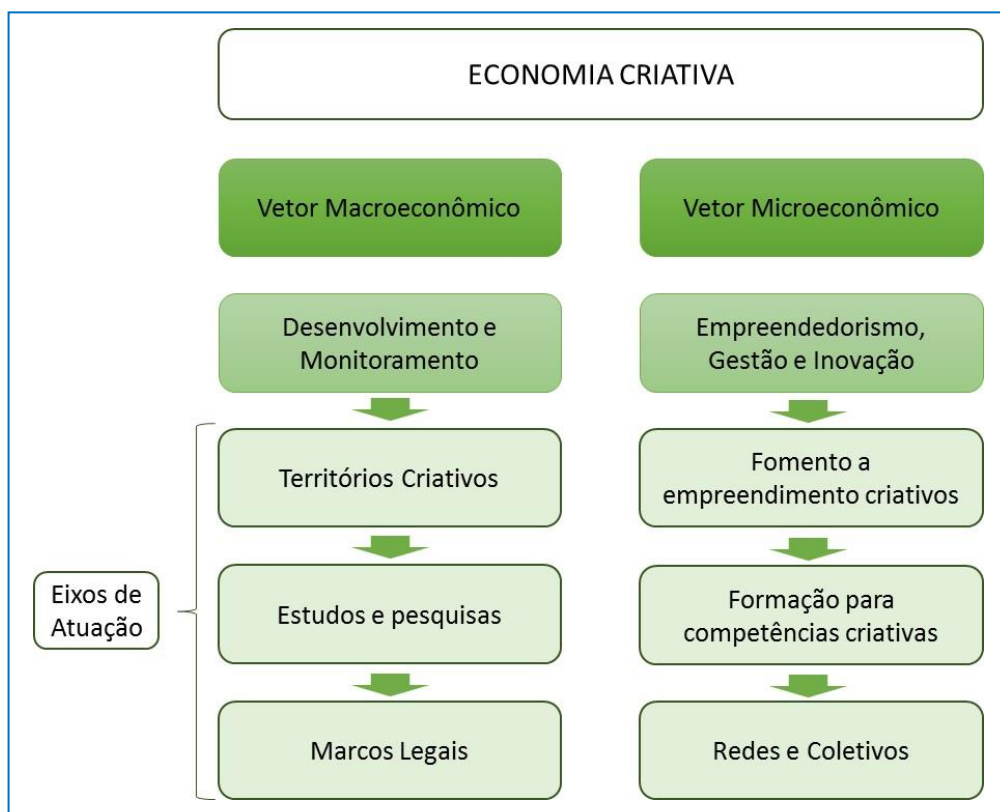 ECONOMIA CRIATIVA
Vetor Macroeconômico
Vetor Microeconômico
Desenvolvimento e
Monitoramento
Empreendedorismo,
Gestão e Inovação
Eixos de
Atuação
Territórios Criativos
Fomento a
empreendimento criativos
Estudos e pesquisas
Formação para
competências criativas
Marcos Legais
Redes e Coletivos